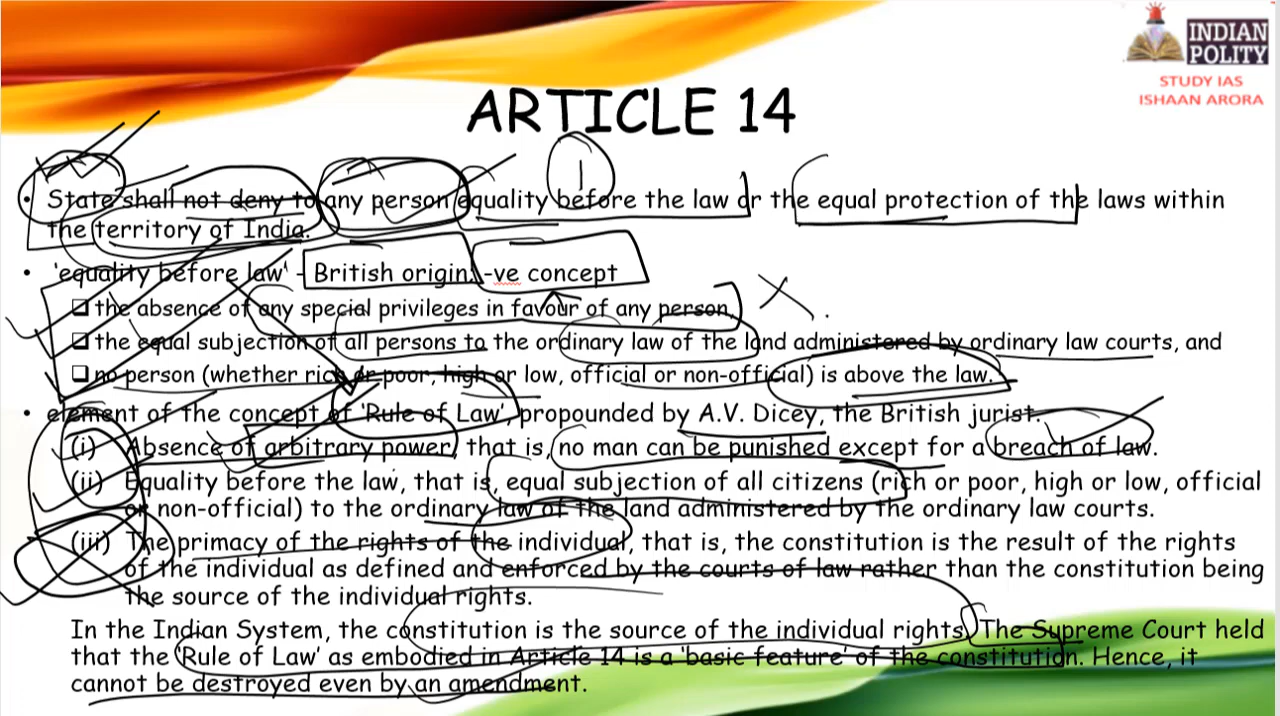 INDIAN
POLITY
STUDY IAS
ISHAAN ARORA
ARTICLE 14
• State shall not deny to any person equality before the law or the equal protection of the laws within
the territory of India.
• 'equality before law' - British origin, -ve concept
❑ the absence of any special privileges in favour of any person,
❑ the equal subjection of all persons to the ordinary law of the land administered by ordinary law courts, and
❑ no person (whether rich or poor, high or low, official or non-official) is above the law.
• element of the concept of 'Rule of Law', propounded by A.V. Dicey, the British jurist.
(i) Absence of arbitrary power, that is, no man can be punished except for a breach of law.
(ii) Equality before the law, that is, equal subjection of all citizens (rich or poor, high or low, official
or non-official) to the ordinary law of the land administered by the ordinary law courts.
(iii) The primacy of the rights of the individual, that is, the constitution is the result of the rights
of the individual as defined and enforced by the courts of law rather than the constitution being
the source of the individual rights.
In the Indian System, the constitution is the source of the individual rights. The Supreme Court held
that the 'Rule of Law' as embodied in Article 14 is a 'basic feature' of the constitution. Hence, it
cannot be destroyed even by an amendment.